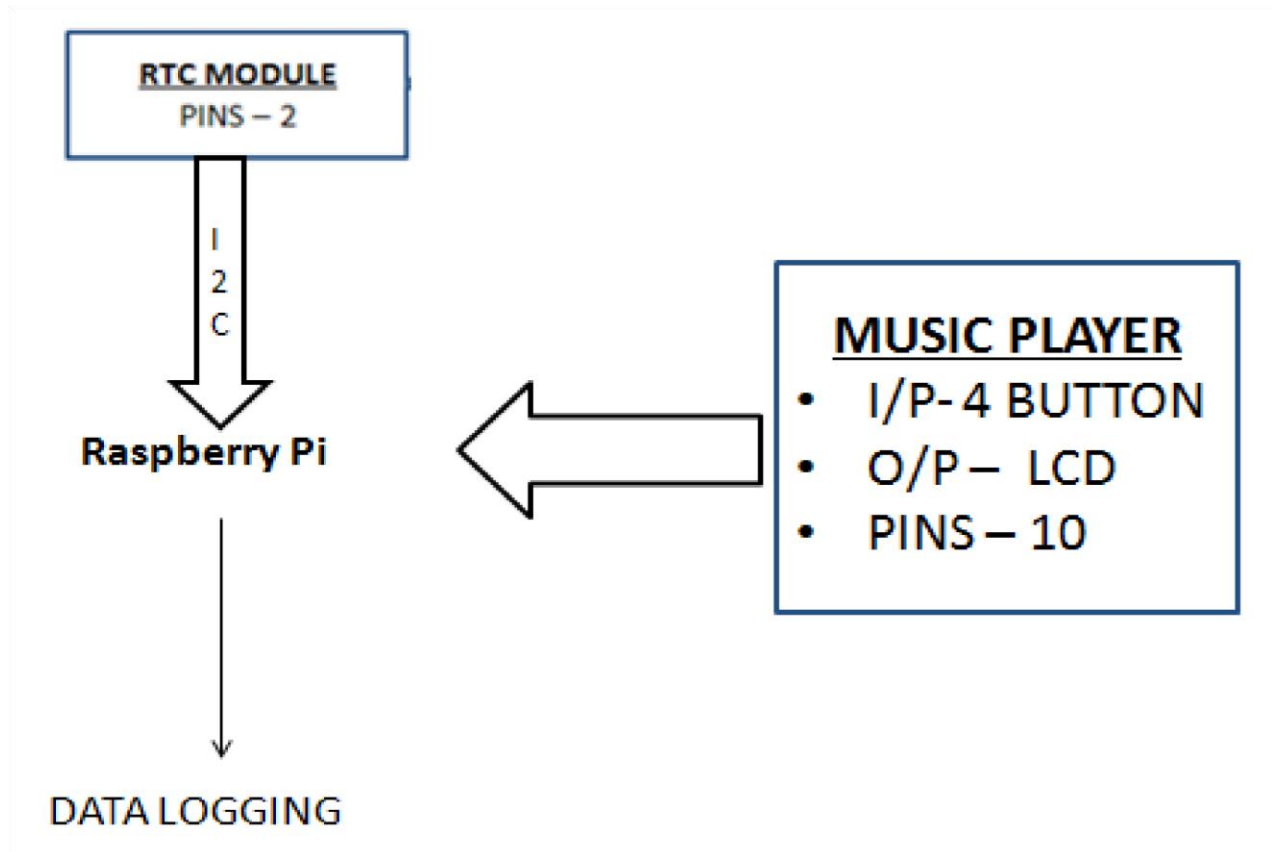 RTC MODULE
PINS – 2
I
2
C
Raspberry Pi
DATA LOGGING
MUSIC PLAYER
• I/P- 4 BUTTON
• O/P – LCD
• PINS – 10